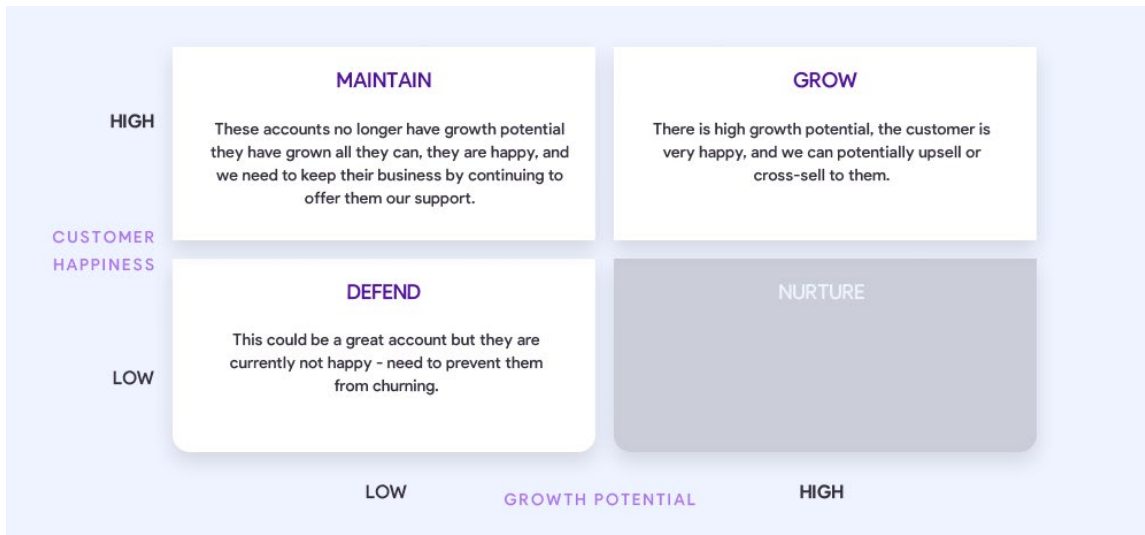 MAINTAIN
These accounts no longer have growth potential
they have grown all they can, they are happy, and
we need to keep their business by continuing to
offer them our support.
GROW
There is high growth potential, the customer is
very happy, and we can potentially upsell or
cross-sell to them.
HIGH
CUSTOMER
HAPPINESS
DEFEND
This could be a great account but they are
currently not happy - need to prevent them
from churning.
NURTURE
LOW
LOW
GROWTH POTENTIAL
HIGH